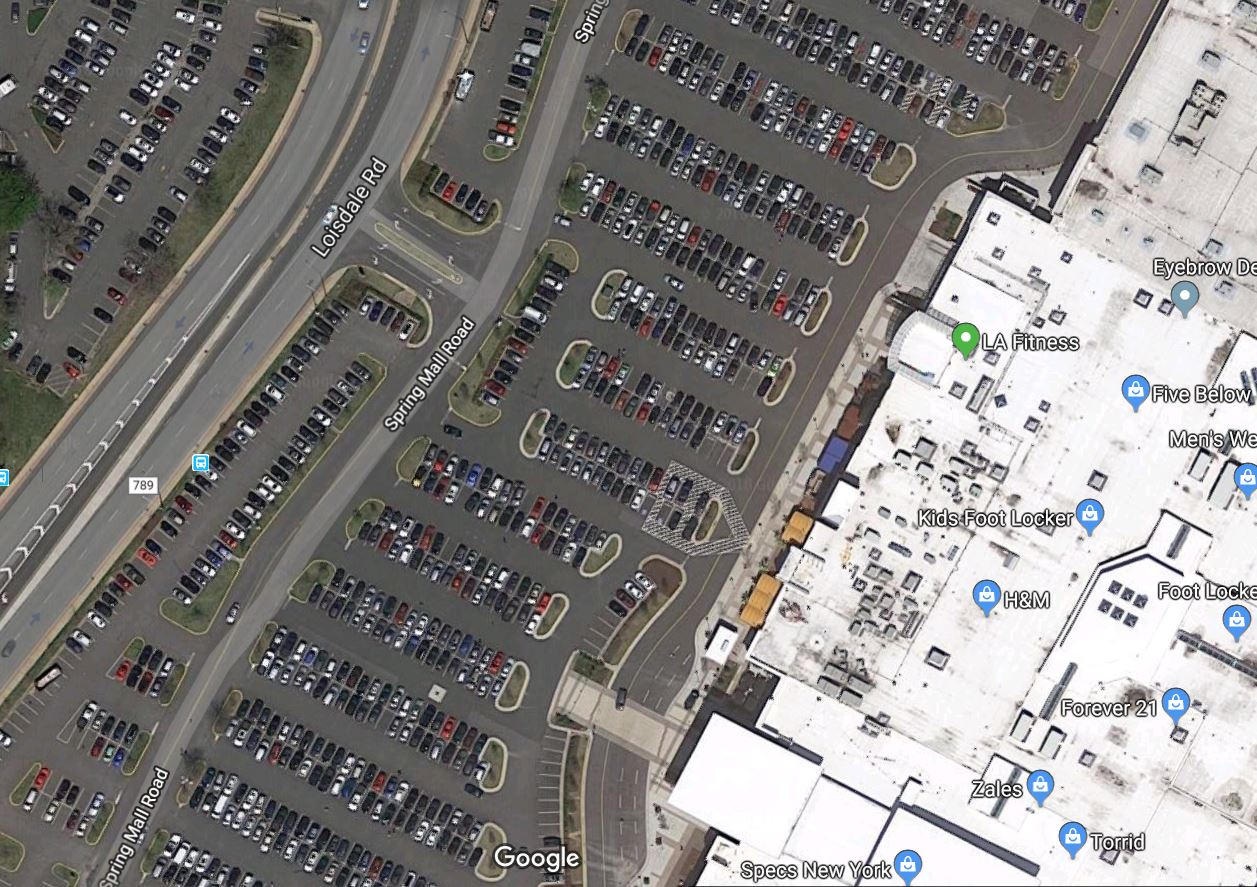 Spring
Loisdale Rd
Eyebrow De
LA Fitness
Five Below
Spring Mall Road
Men's We
789
Kids Foot Locker
H&M
Foot Locke
Forever 21
Zales
Spring Mall Road
Torrid
Google
Specs New York